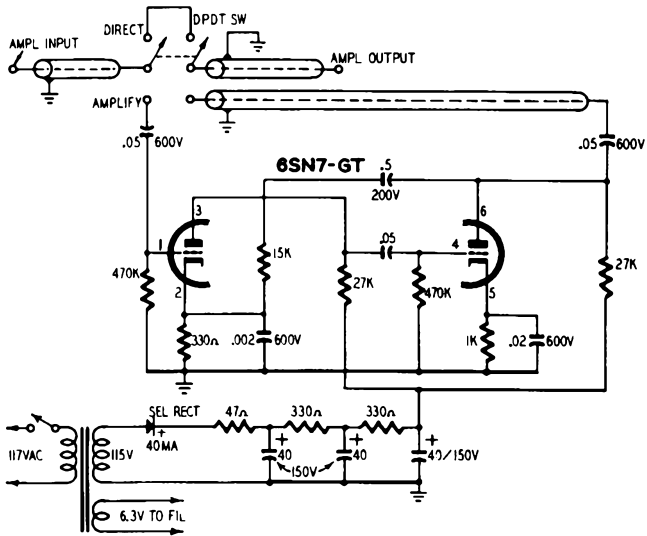 DIRECT
DPDT SW
AMPL INPUT
AMPL OUTPUT
AMPLIFY
.05 600V
.05 600V
6SN7-GT
.5
200V
3
6
1
4
2
5
470K
15K
27K
.05
470K
27K
330Ω
.002 600V
1K
.02 600V
SEL RECT
+
40MA
47Ω
330Ω
330Ω
117VAC
115V
+
40
150V
+
40
+
40/150V
6.3V TO FIL